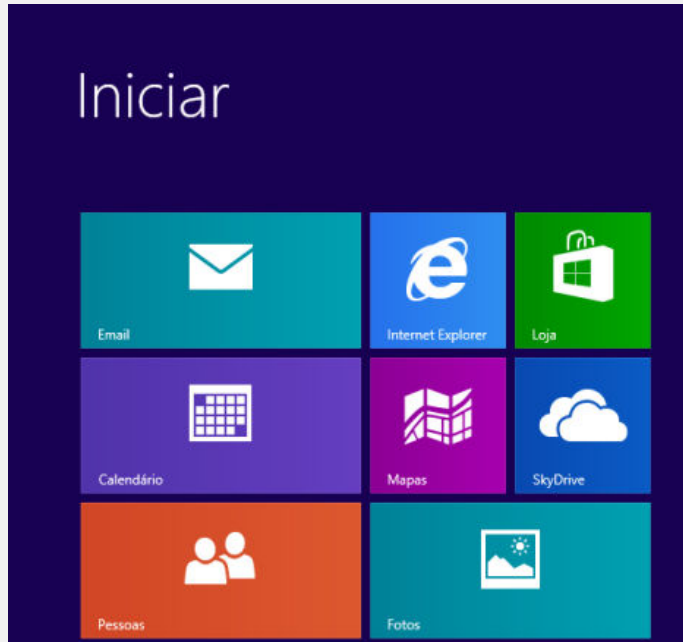 Iniciar
Email
Internet Explorer
Loja
Calendário
Mapas
SkyDrive
Pessoas
Fotos